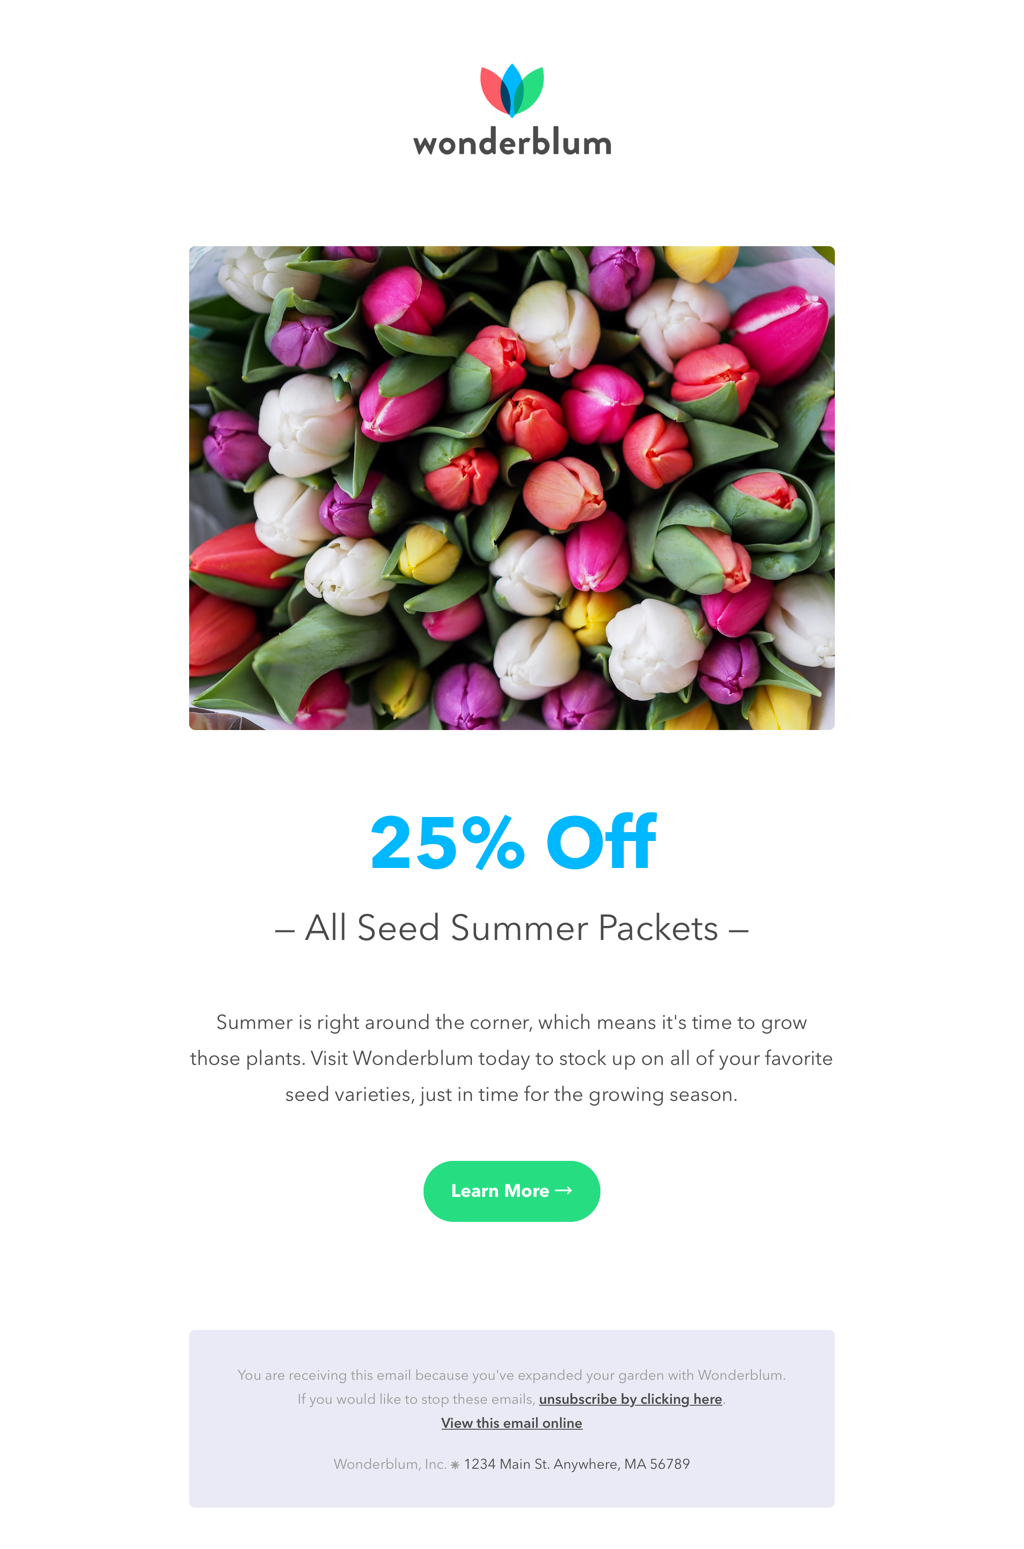 wonderblum
25% Off
– All Seed Summer Packets –
Summer is right around the corner, which means it's time to grow
those plants. Visit Wonderblum today to stock up on all of your favorite
seed varieties, just in time for the growing season.
Learn More →
You are receiving this email because you've expanded your garden with Wonderblum.
If you would like to stop these emails, unsubscribe by clicking here.
View this email online
Wonderblum, Inc. ⁕ 1234 Main St. Anywhere, MA 56789